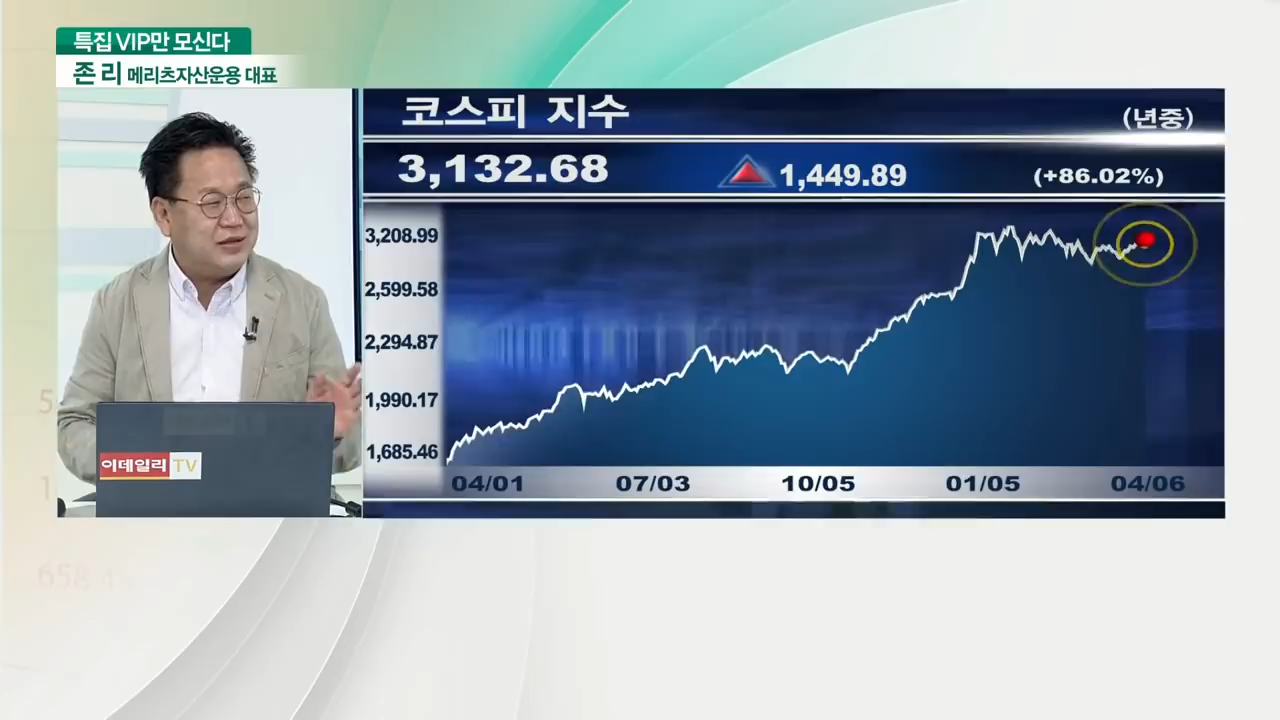 특집 VIP만 모신다
존 리 메리츠자산운용 대표
코스피 지수
(년중)
3,132.68
1,449.89
(+86.02%)
3,208.99
2,599.58
2,294.87
1,990.17
1,685.46
04/01
07/03
10/05
01/05
04/06
이데일리 TV